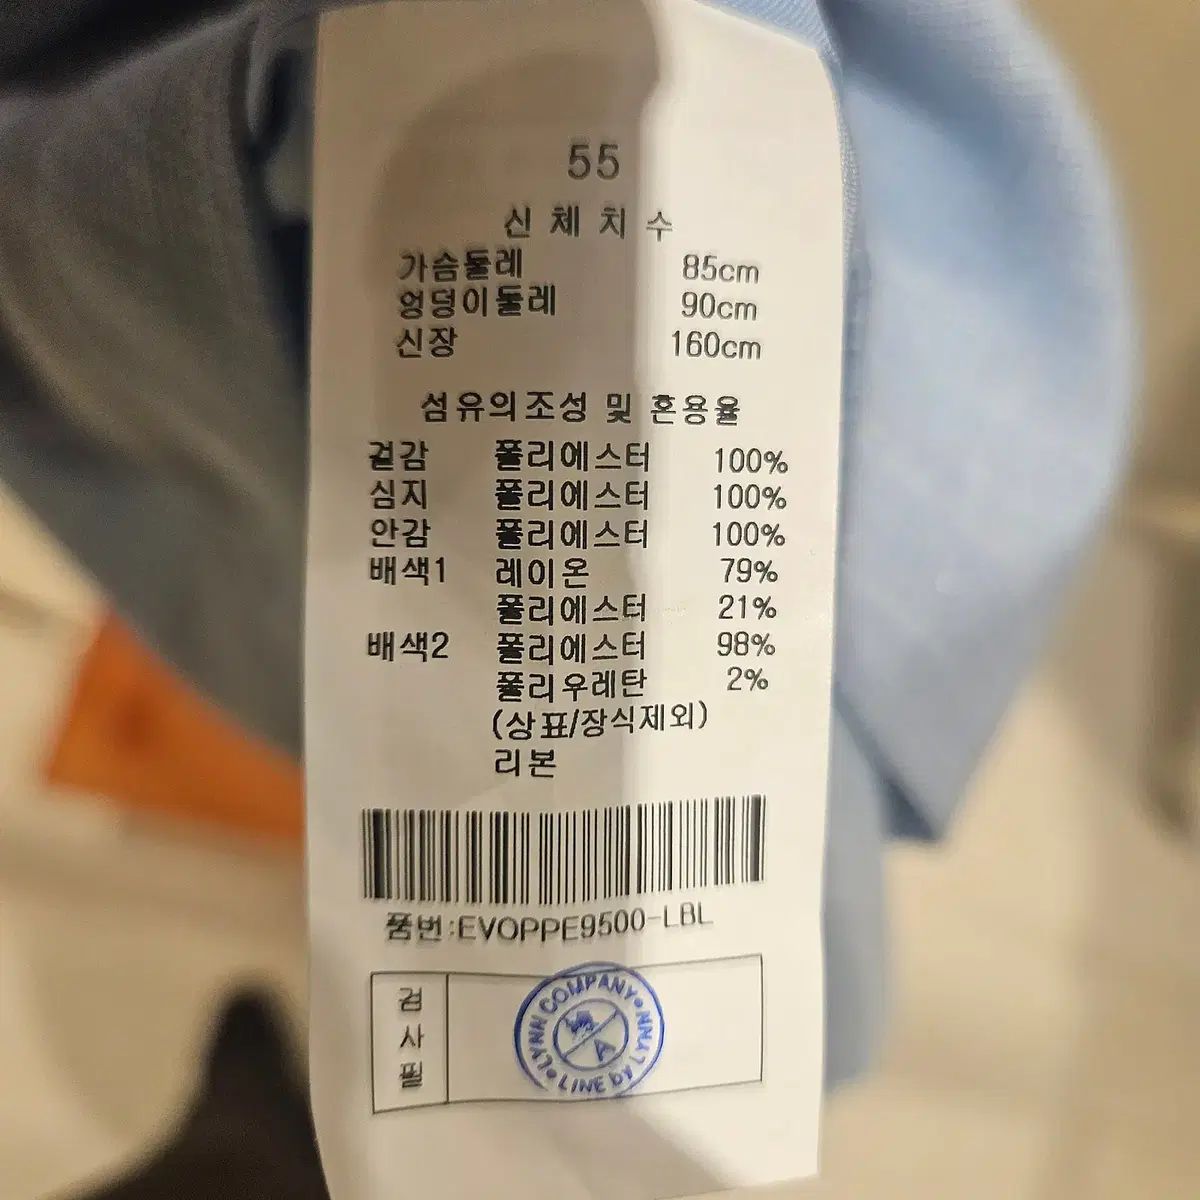 55
신체치수
가슴둘레 85cm
엉덩이둘레 90cm
신장 160cm
섬유의조성 및 혼용율
겉감 폴리에스터 100%
심지 폴리에스터 100%
안감 폴리에스터 100%
배색1 레이온 79%
폴리에스터 21%
배색2 폴리에스터 98%
폴리우레탄 2%
(상표/장식제외)
리본
품번:EVOPPE9500-LBL
검사필
LYNN COMPANY
LINE by LYNN
A